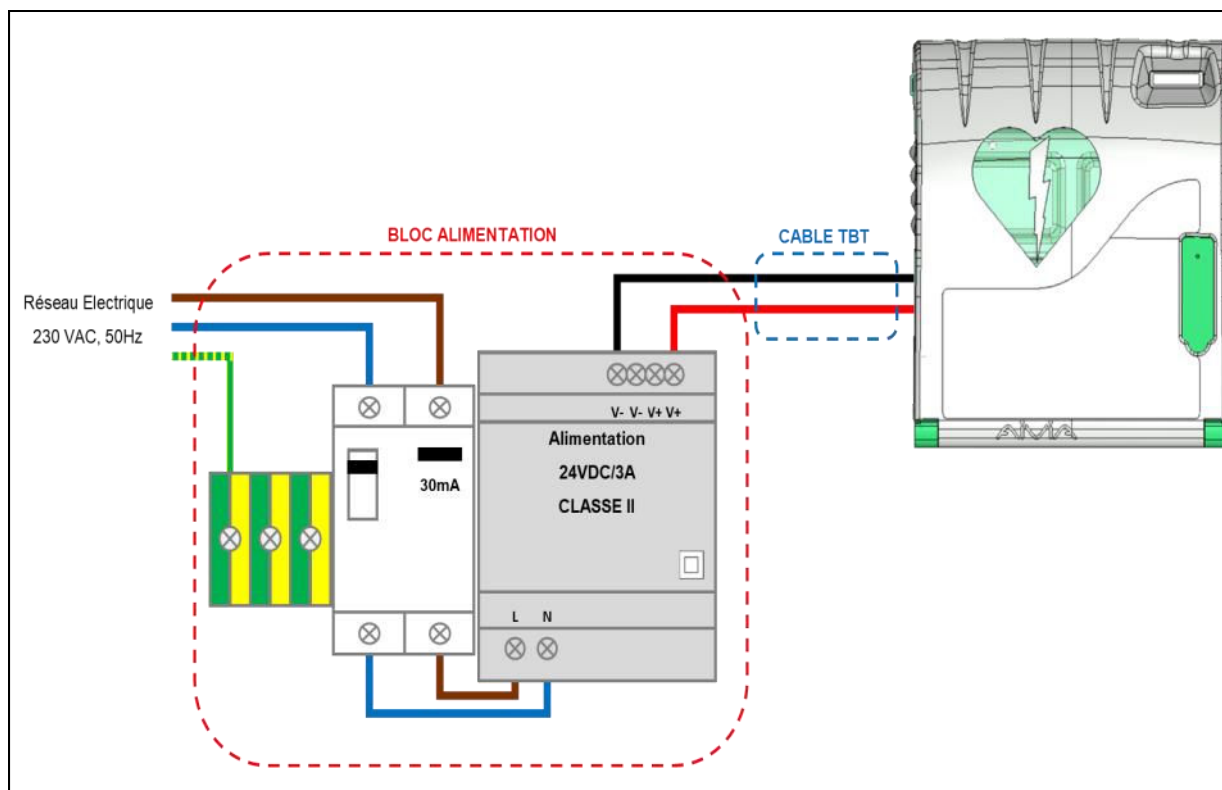 BLOC ALIMENTATION
CABLE TBT
Réseau Electrique
230 VAC, 50Hz
V- V- V+ V+
Alimentation
24VDC/3A
CLASSE II
30mA
L N